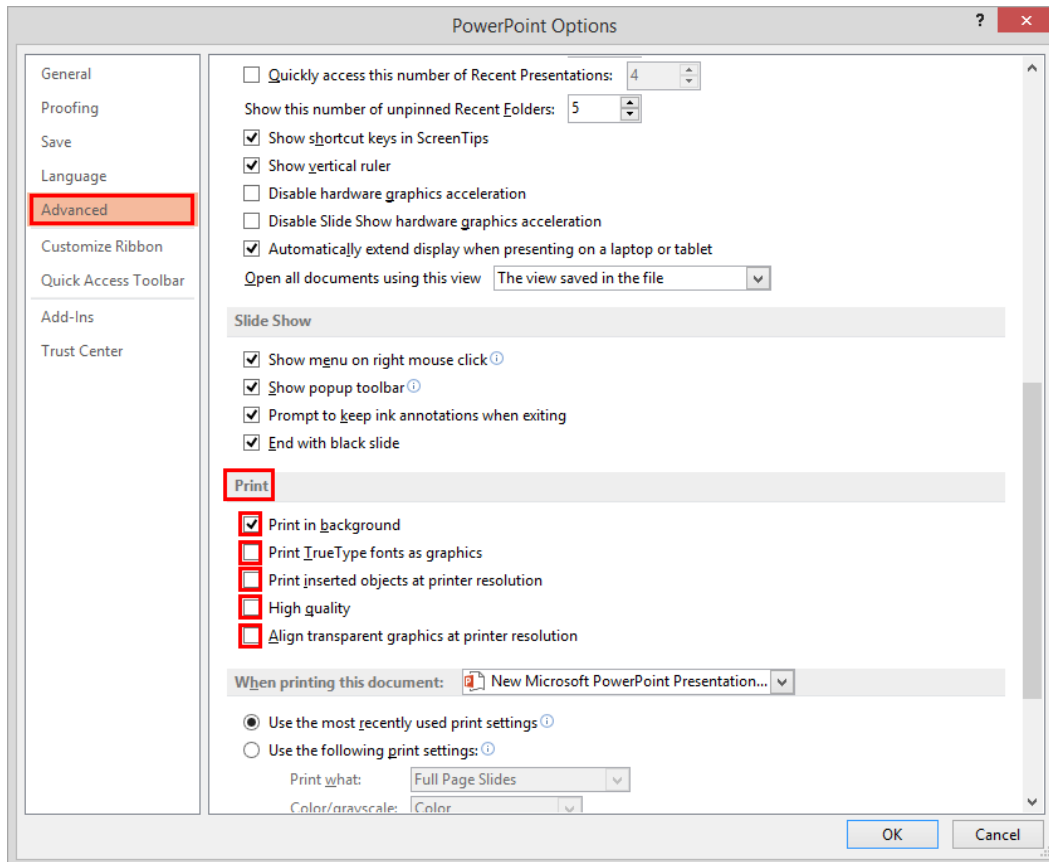 PowerPoint Options
?
General
Proofing
Save
Language
Advanced
Customize Ribbon
Quick Access Toolbar
Add-Ins
Trust Center
Quickly access this number of Recent Presentations: 4
Show this number of unpinned Recent Folders: 5
Show shortcut keys in ScreenTips
Show vertical ruler
Disable hardware graphics acceleration
Disable Slide Show hardware graphics acceleration
Automatically extend display when presenting on a laptop or tablet
Open all documents using this view The view saved in the file
Slide Show
Show menu on right mouse click
Show popup toolbar
Prompt to keep ink annotations when exiting
End with black slide
Print
Print in background
Print TrueType fonts as graphics
Print inserted objects at printer resolution
High quality
Align transparent graphics at printer resolution
When printing this document: New Microsoft PowerPoint Presentation...
Use the most recently used print settings
Use the following print settings:
Print what: Full Page Slides
Color/grayscale: Color
OK Cancel